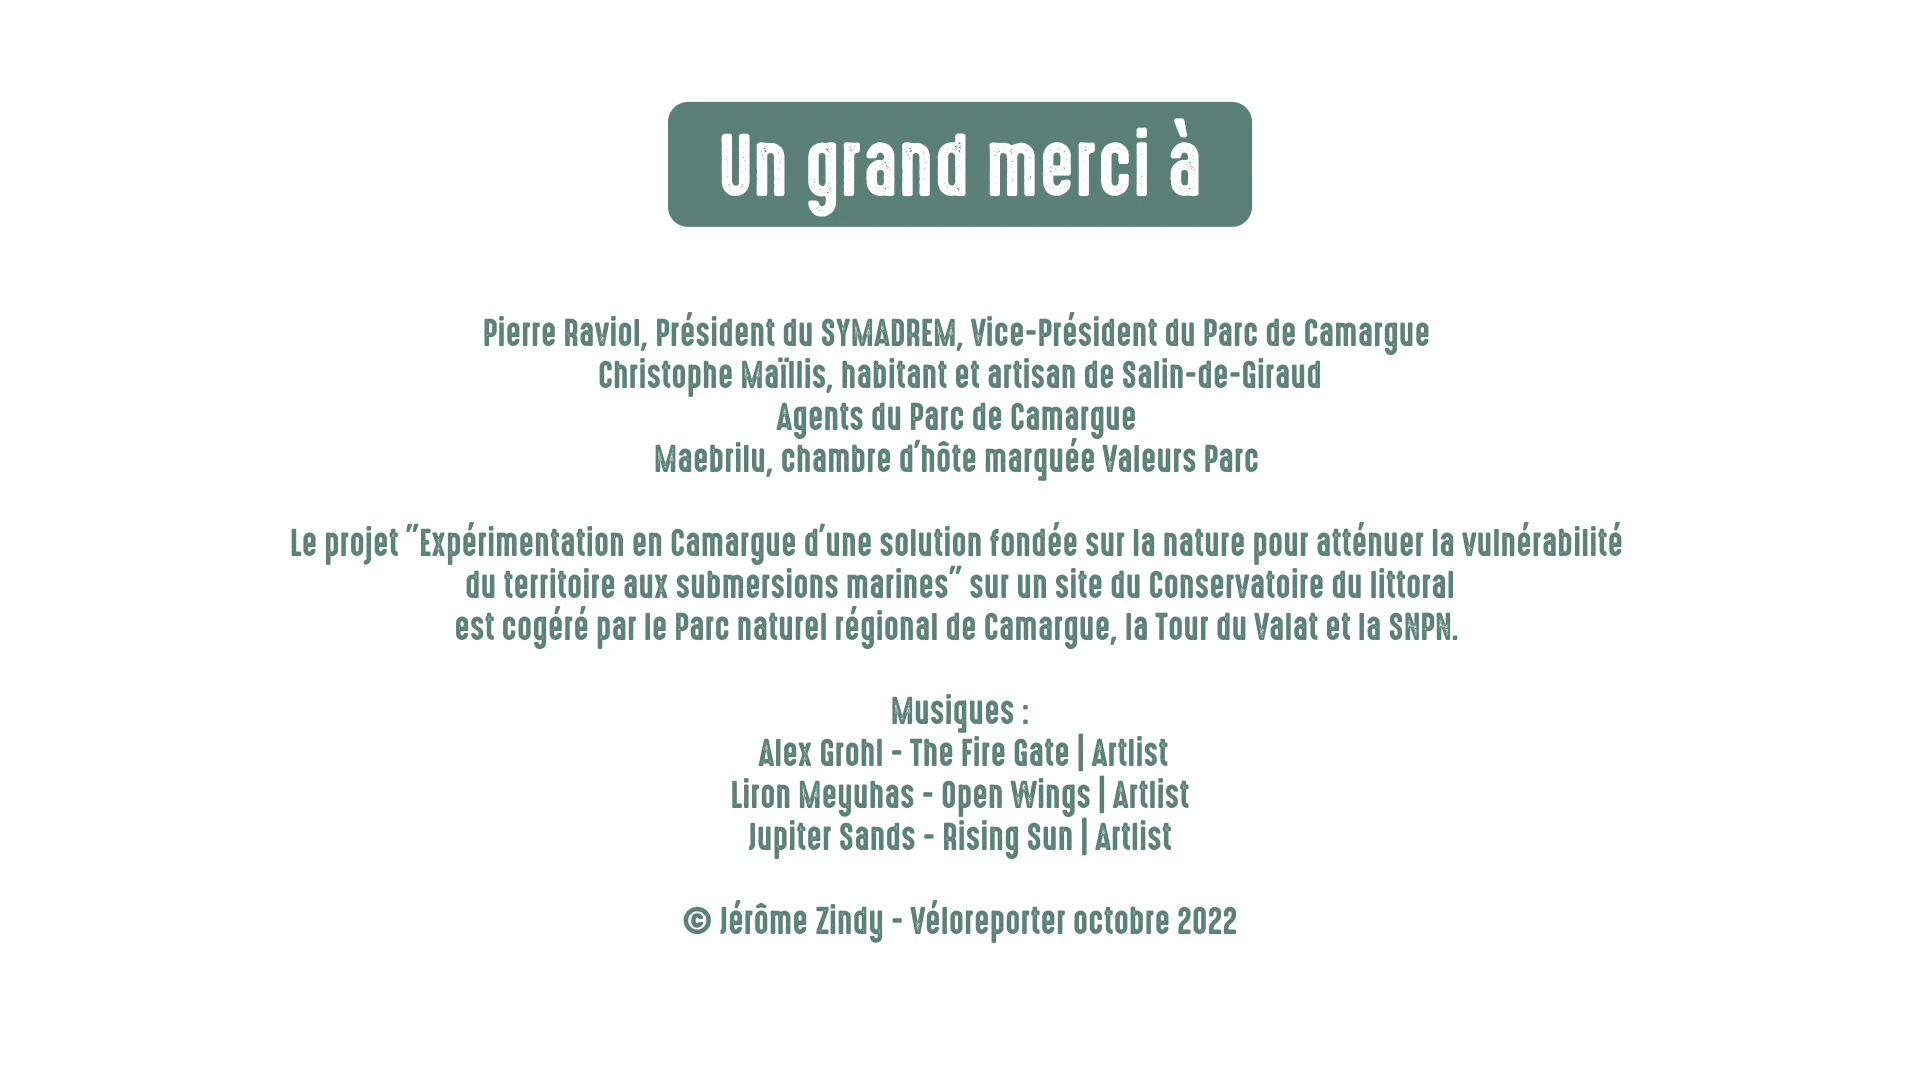 Un grand merci à
Pierre Raviol, Président du SYMADREM, Vice-Président du Parc de Camargue
Christophe Maïllis, habitant et artisan de Salin-de-Giraud
Agents du Parc de Camargue
Maebrilu, chambre d'hôte marquée Valeurs Parc
Le projet "Expérimentation en Camargue d'une solution fondée sur la nature pour atténuer la vulnérabilité
du territoire aux submersions marines" sur un site du Conservatoire du littoral
est cogéré par le Parc naturel régional de Camargue, la Tour du Valat et la SNPN.
Musiques :
Alex Grohl - The Fire Gate | Artlist
Liron Meyuhas - Open Wings | Artlist
Jupiter Sands - Rising Sun | Artlist
© Jérôme Zindy - Véloreporter octobre 2022